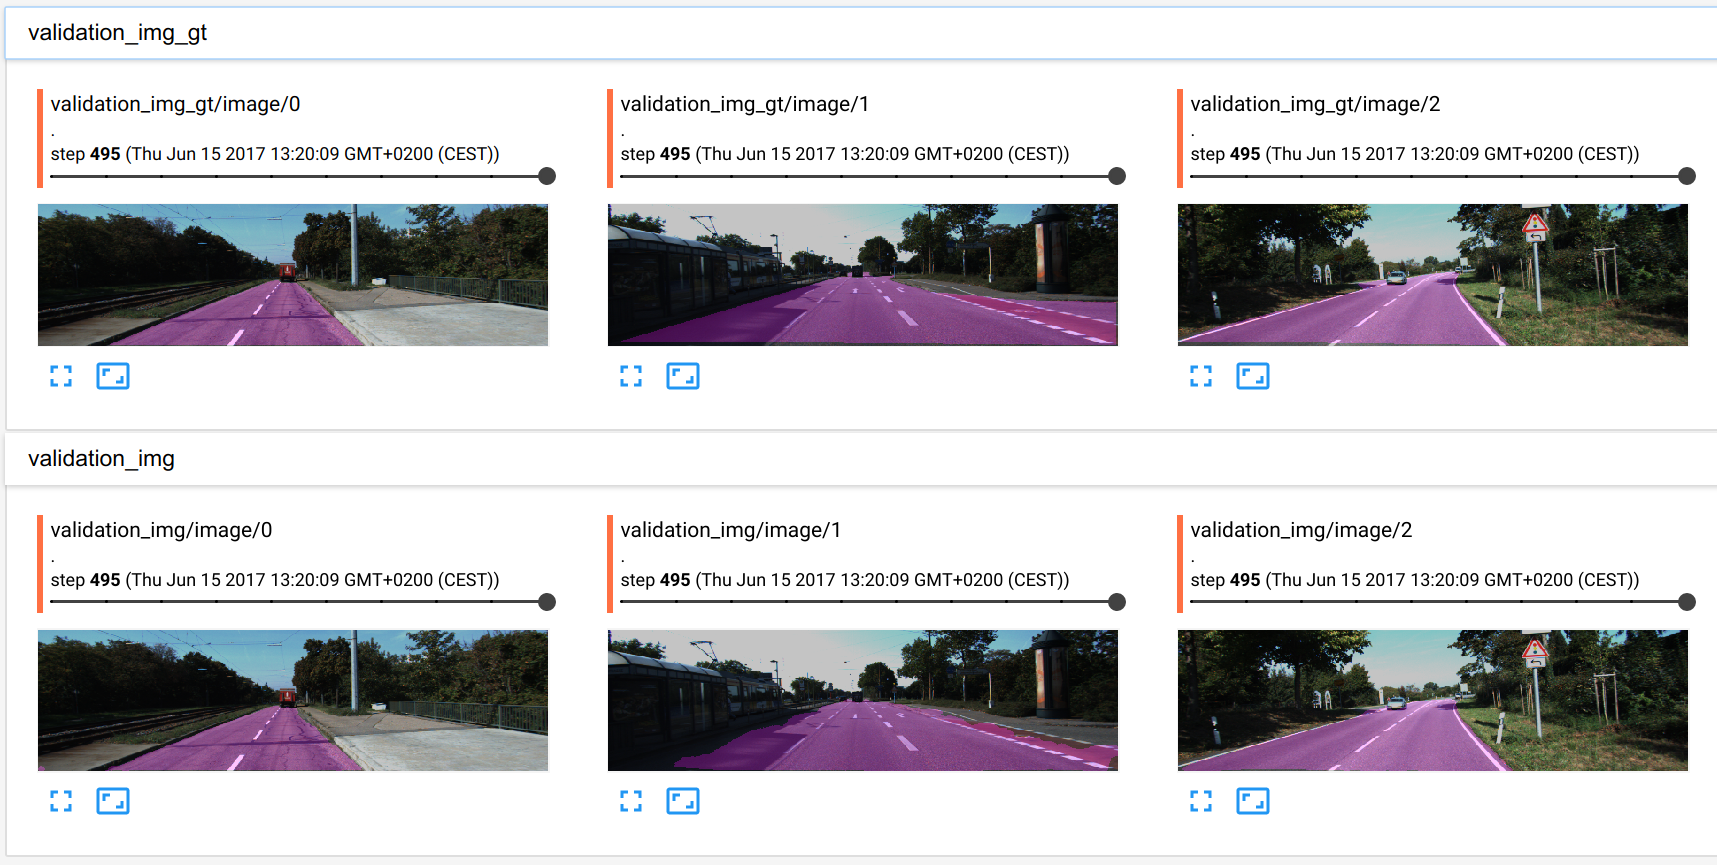 validation_img_gt
validation_img_gt/image/0
.
step 495 (Thu Jun 15 2017 13:20:09 GMT+0200 (CEST))
validation_img_gt/image/1
.
step 495 (Thu Jun 15 2017 13:20:09 GMT+0200 (CEST))
validation_img_gt/image/2
.
step 495 (Thu Jun 15 2017 13:20:09 GMT+0200 (CEST))
validation_img
validation_img/image/0
.
step 495 (Thu Jun 15 2017 13:20:09 GMT+0200 (CEST))
validation_img/image/1
.
step 495 (Thu Jun 15 2017 13:20:09 GMT+0200 (CEST))
validation_img/image/2
.
step 495 (Thu Jun 15 2017 13:20:09 GMT+0200 (CEST))